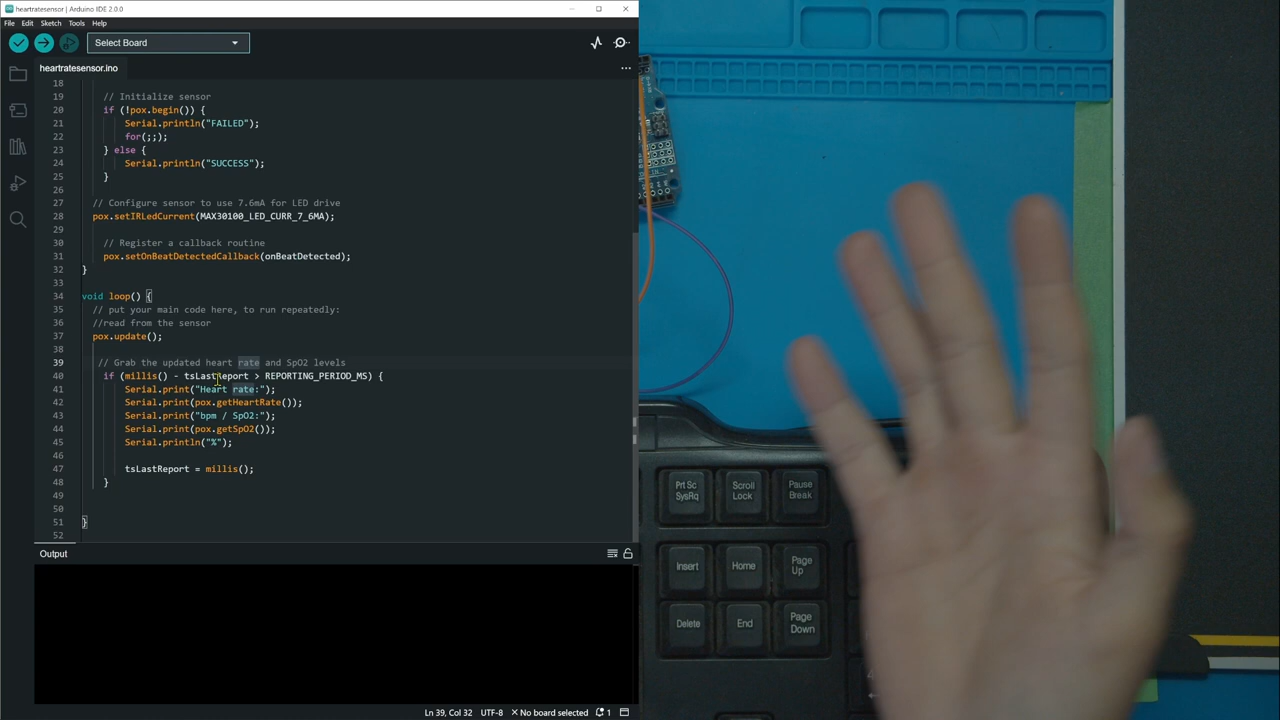 heartratesensor | Arduino IDE 2.0.0
File Edit Sketch Tools Help
Select Board
heartratesensor.ino
18
19 // Initialize sensor
20 if (!pox.begin()) {
21 Serial.println("FAILED");
22 for(;;);
23 } else {
24 Serial.println("SUCCESS");
25 }
26
27 // Configure sensor to use 7.6mA for LED drive
28 pox.setIRLedCurrent(MAX30100_LED_CURR_7_6MA);
29
30 // Register a callback routine
31 pox.setOnBeatDetectedCallback(onBeatDetected);
32 }
33
34 void loop() {
35 // put your main code here, to run repeatedly:
36 //read from the sensor
37 pox.update();
38
39 // Grab the updated heart rate and SpO2 levels
40 if (millis() - tsLastReport > REPORTING_PERIOD_MS) {
41 Serial.print("Heart rate:");
42 Serial.print(pox.getHeartRate());
43 Serial.print("bpm / SpO2:");
44 Serial.print(pox.getSpO2());
45 Serial.println("%");
46
47 tsLastReport = millis();
48 }
49
50
51 }
52
Output
Ln 39, Col 32 UTF-8 No board selected 1
Prt Sc
SysRq
Scroll
Lock
Pause
Break
Insert
Home
Page
Up
Delete
End
Page
Down